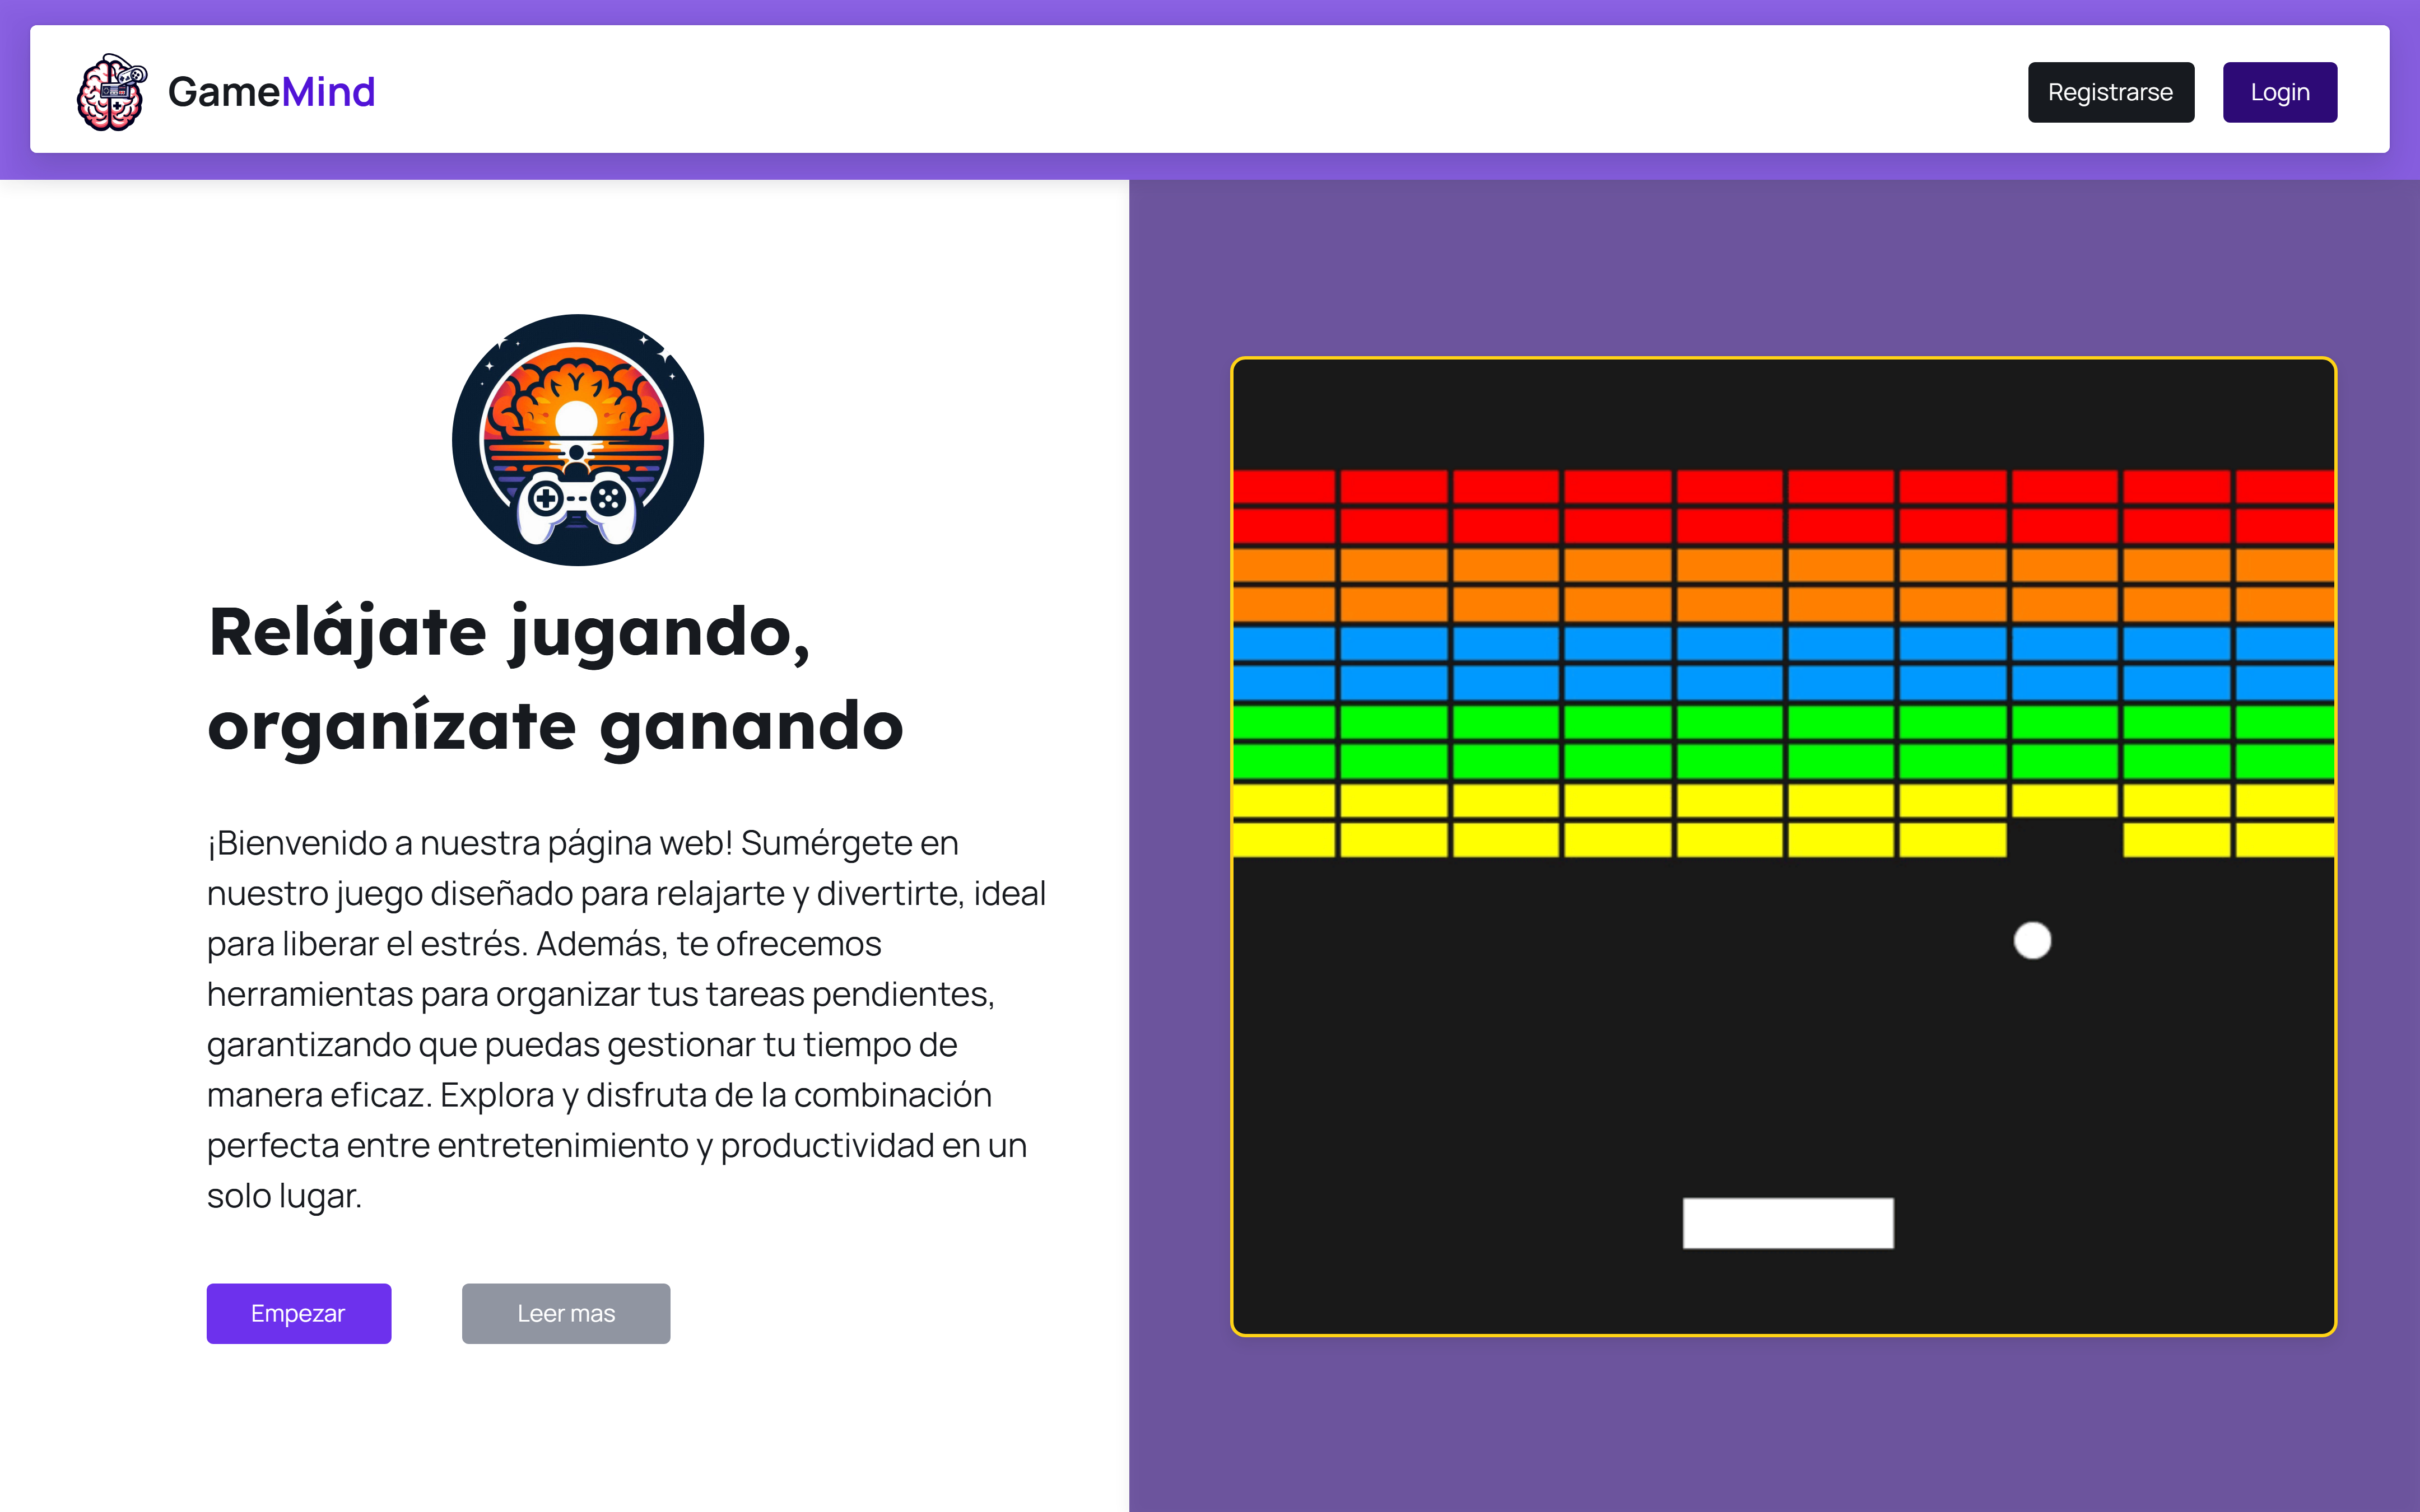 GameMind
Registrarse
Login
Relájate jugando,
organízate ganando
¡Bienvenido a nuestra página web! Sumérgete en
nuestro juego diseñado para relajarte y divertirte, ideal
para liberar el estrés. Además, te ofrecemos
herramientas para organizar tus tareas pendientes,
garantizando que puedas gestionar tu tiempo de
manera eficaz. Explora y disfruta de la combinación
perfecta entre entretenimiento y productividad en un
solo lugar.
Empezar
Leer mas